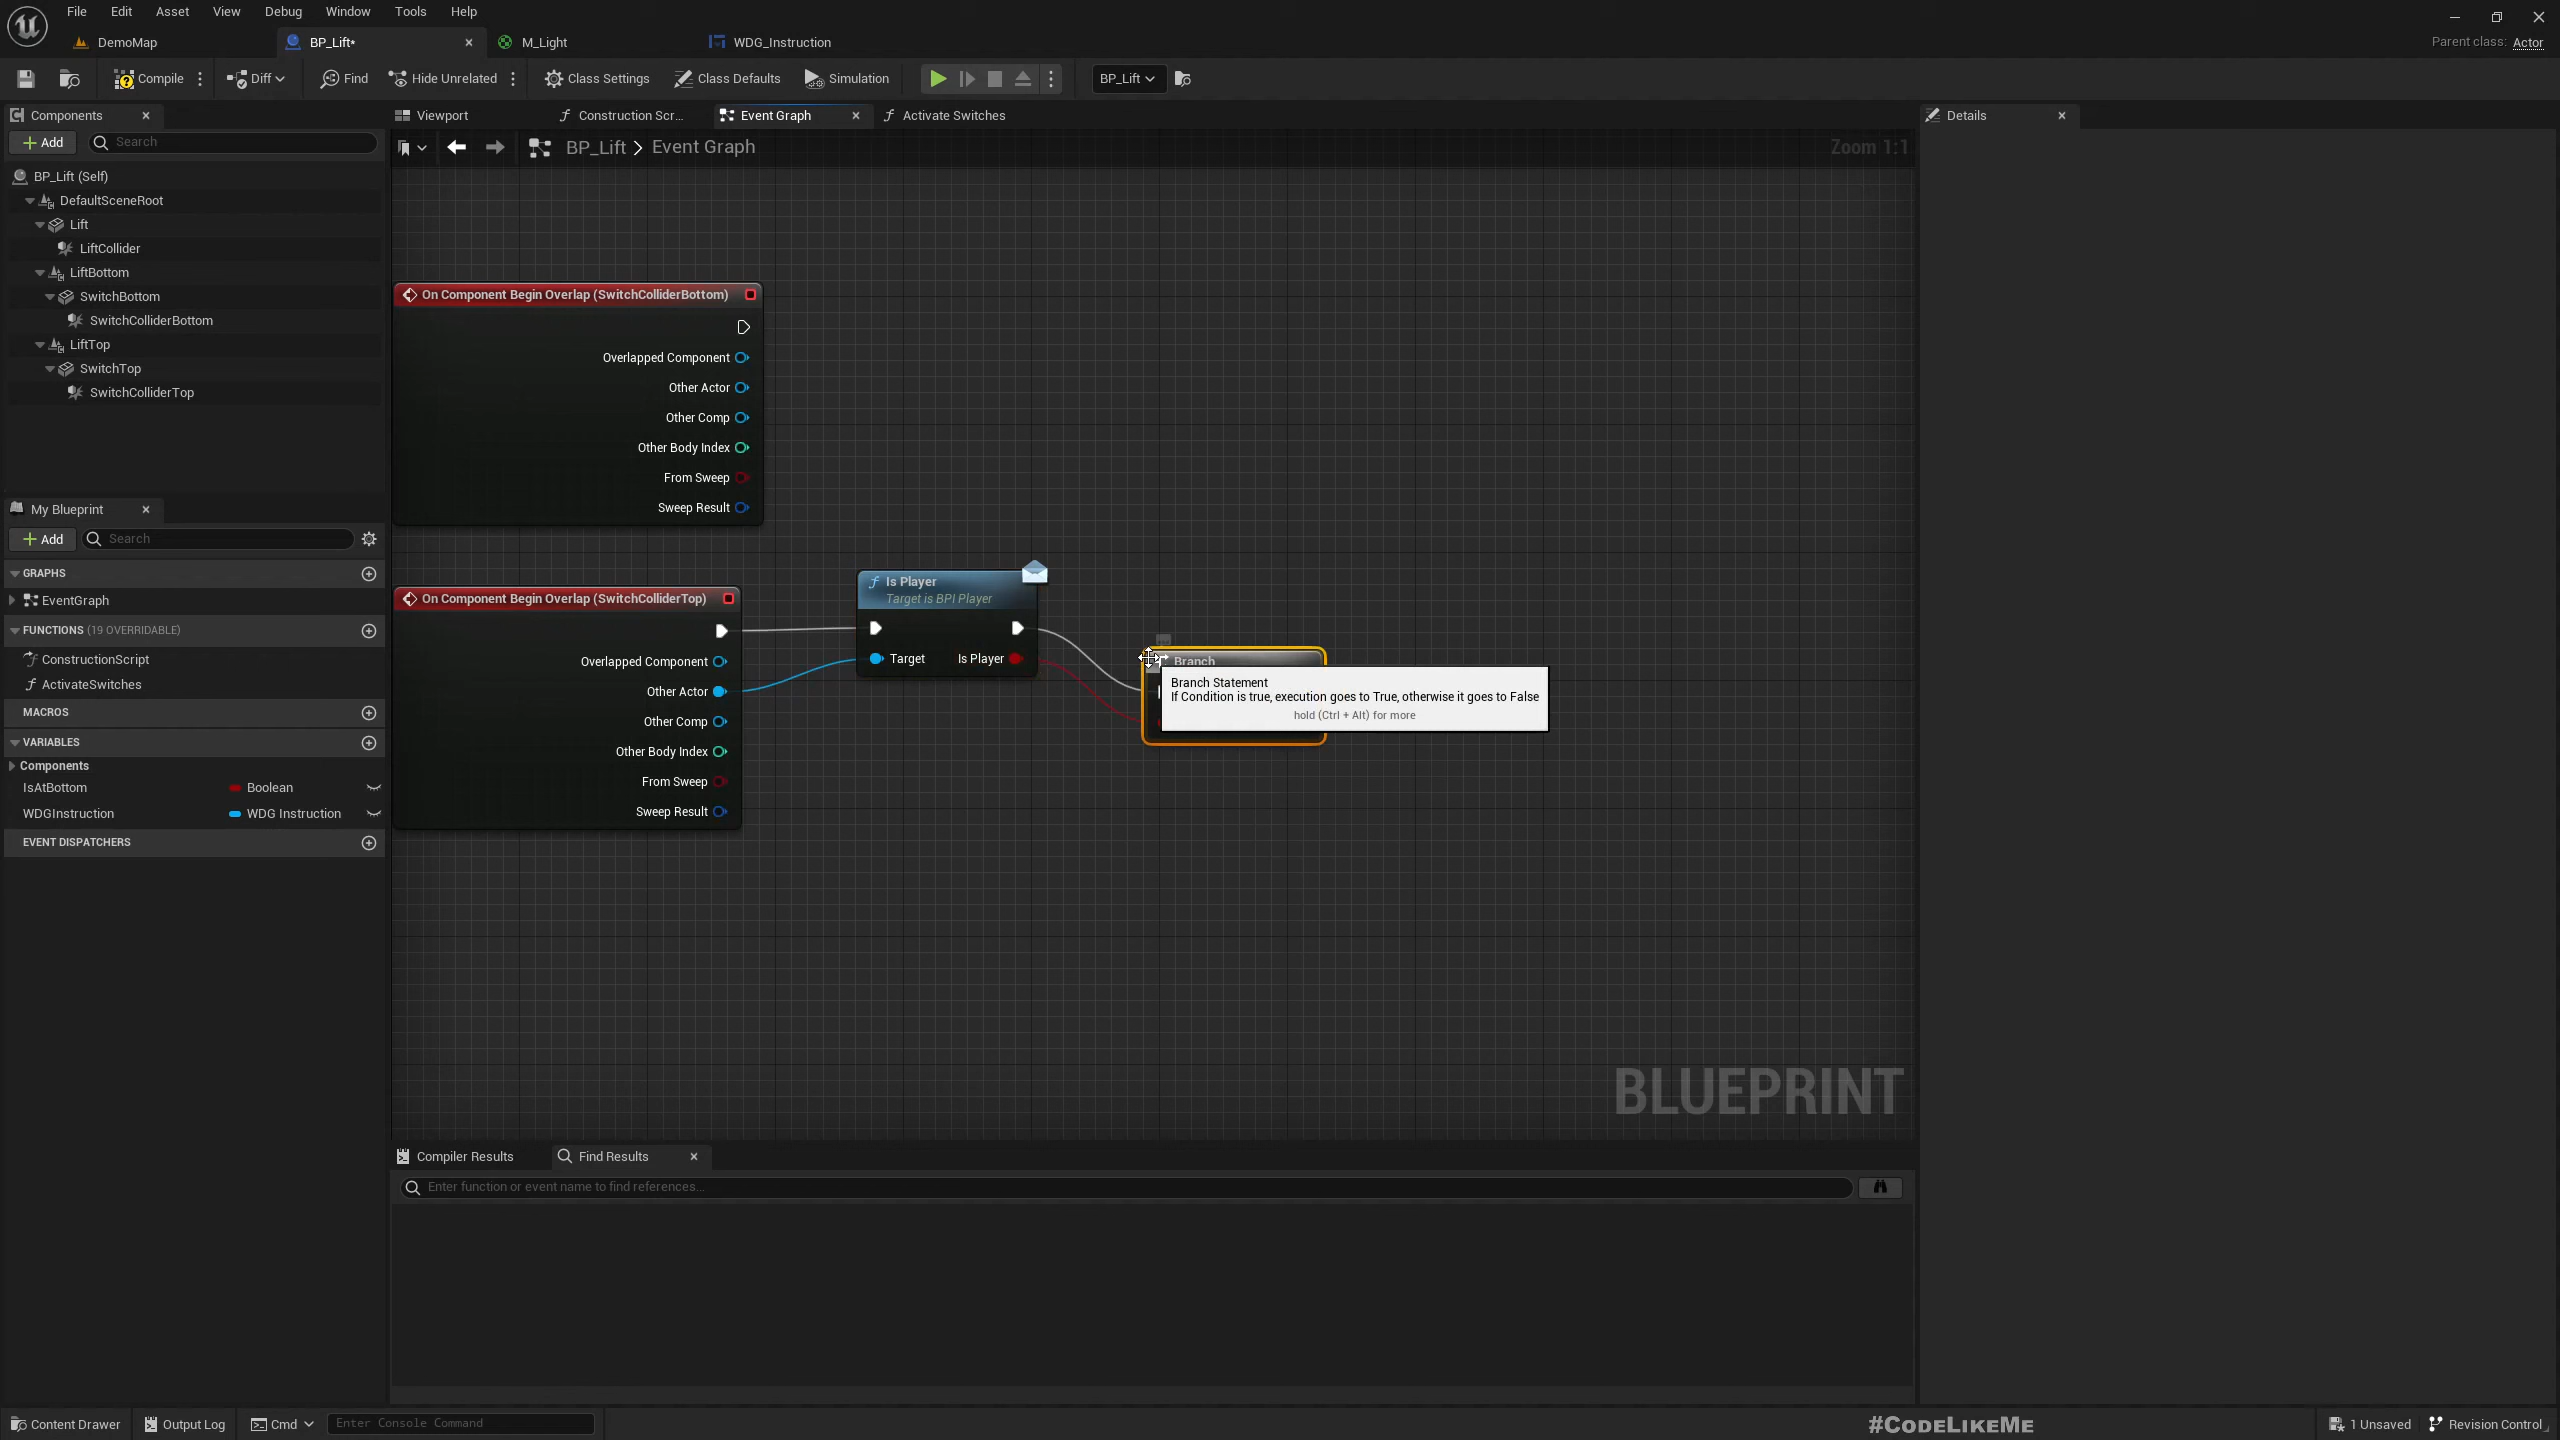 File Edit Asset View Debug Window Tools Help
DemoMap BP_Lift* M_Light WDG_Instruction Parent class: Actor
Compile Diff Find Hide Unrelated Class Settings Class Defaults Simulation BP_Lift
Components Viewport Construction Scr... Event Graph Activate Switches Details
Add Search BP_Lift > Event Graph Zoom 1:1
BP_Lift (Self)
DefaultSceneRoot
Lift
LiftCollider
LiftBottom
SwitchBottom
SwitchColliderBottom
LiftTop
SwitchTop
SwitchColliderTop
My Blueprint
Add Search
GRAPHS
EventGraph
FUNCTIONS (19 OVERRIDABLE)
ConstructionScript
ActivateSwitches
MACROS
VARIABLES
Components
IsAtBottom Boolean
WDGInstruction WDG Instruction
EVENT DISPATCHERS
On Component Begin Overlap (SwitchColliderBottom)
Overlapped Component
Other Actor
Other Comp
Other Body Index
From Sweep
Sweep Result
On Component Begin Overlap (SwitchColliderTop)
Overlapped Component
Other Actor
Other Comp
Other Body Index
From Sweep
Sweep Result
Is Player
Target is BPI Player
Target Is Player
Branch
Branch Statement
If Condition is true, execution goes to True, otherwise it goes to False
hold (Ctrl + Alt) for more
BLUEPRINT
Compiler Results Find Results
Enter function or event name to find references...
Content Drawer Output Log Cmd Enter Console Command #CodeLikeMe 1 Unsaved Revision Control